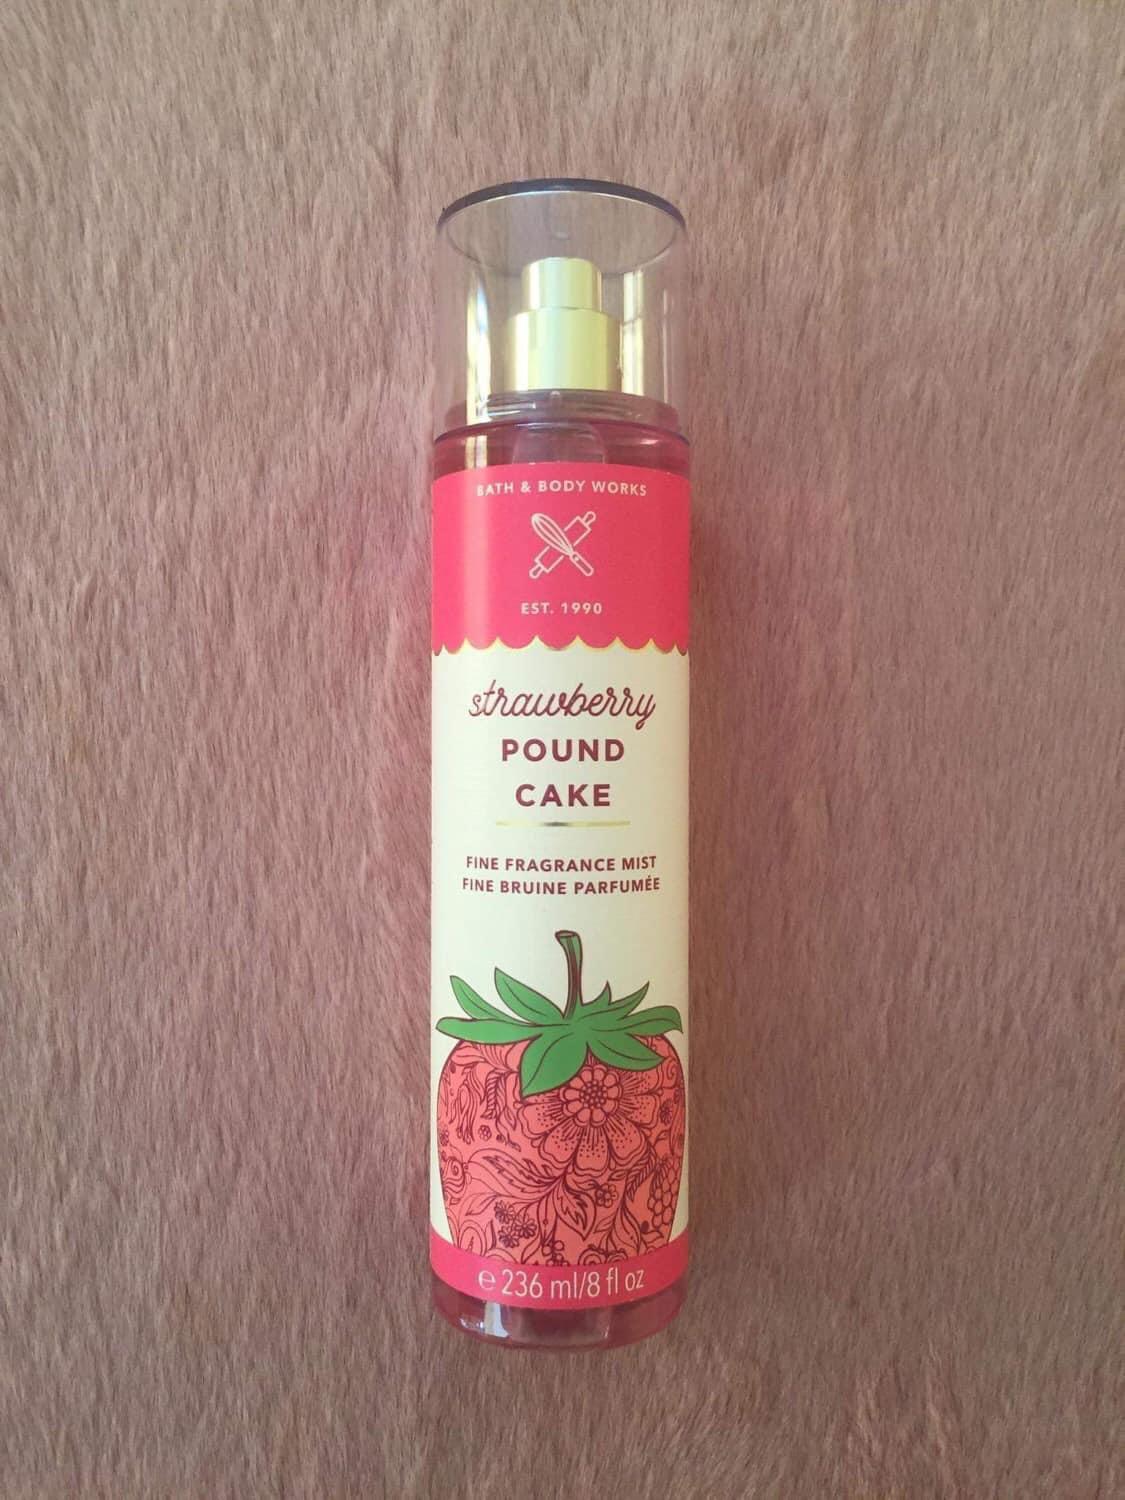 BATH & BODY WORKS
EST. 1990
strawberry
POUND
CAKE
FINE FRAGRANCE MIST
FINE BRUINE PARFUMÉE
℮ 236 ml/8 fl oz